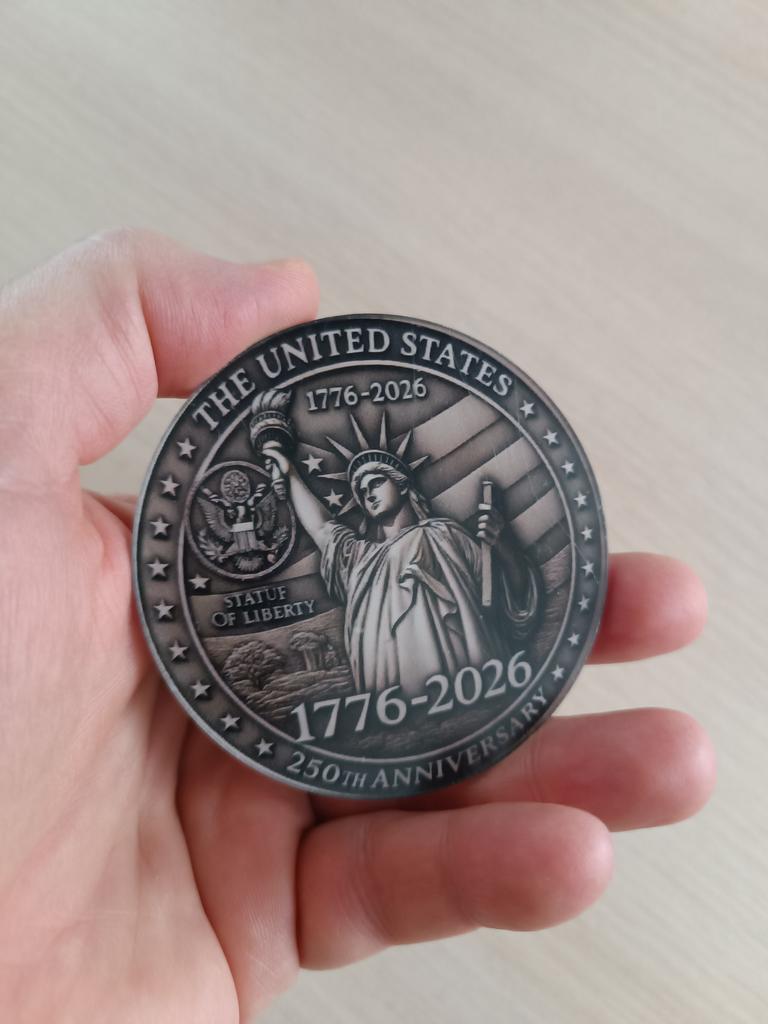 THE UNITED STATES
1776-2026
STATUF
OF LIBERTY
1776-2026
250TH ANNIVERSARY